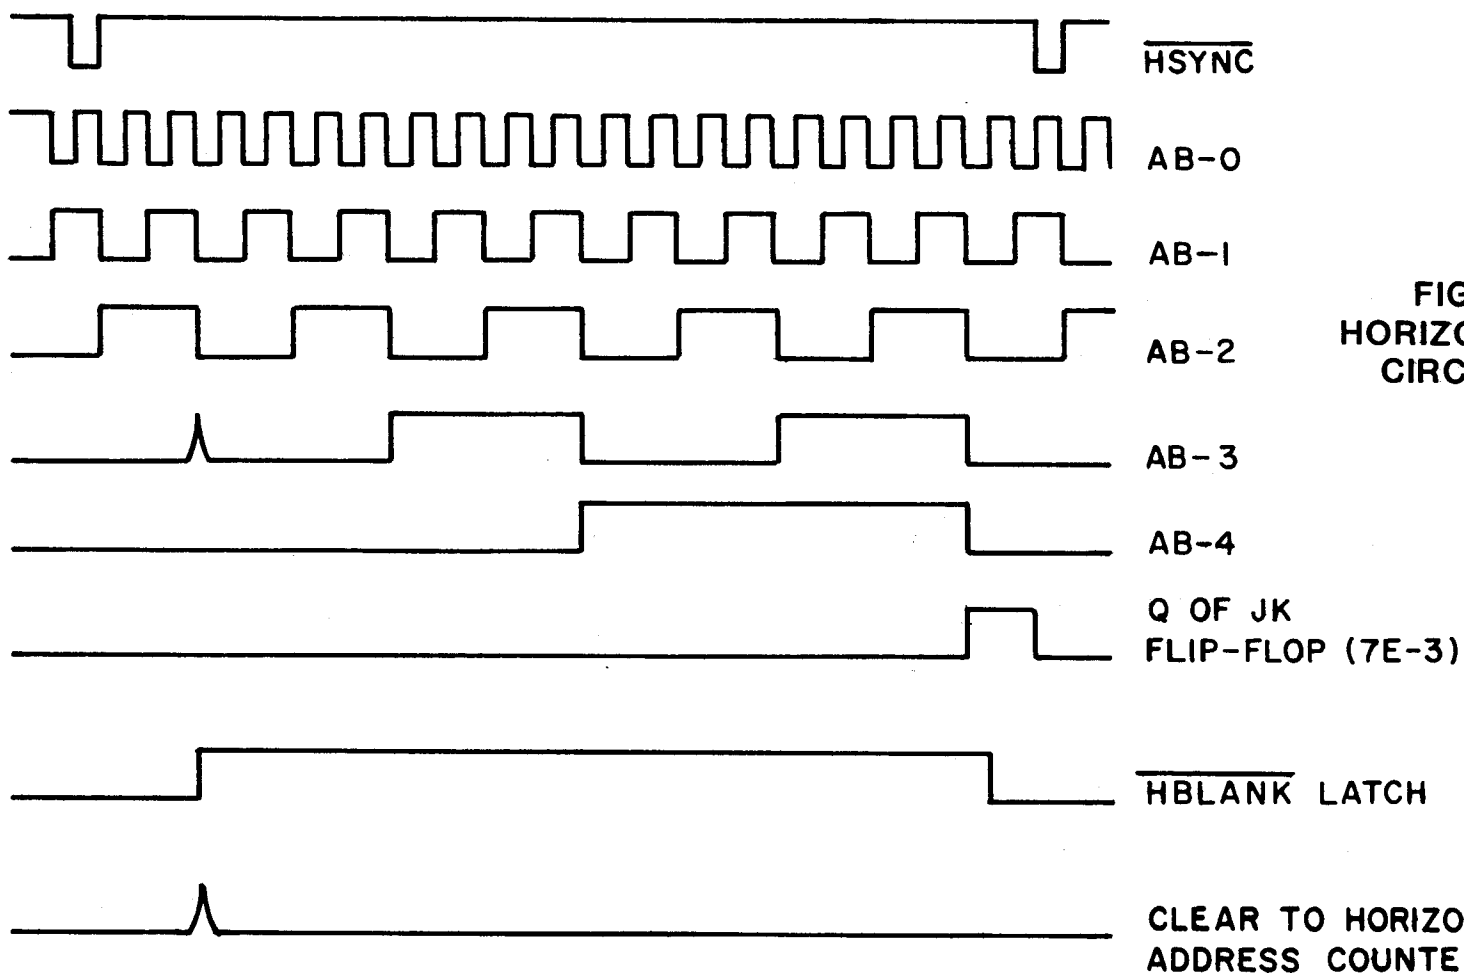 HSYNC
AB-0
AB-1
FIG
HORIZO
CIRC
AB-2
AB-3
AB-4
Q OF JK
FLIP-FLOP (7E-3)
HBLANK LATCH
CLEAR TO HORIZO
ADDRESS COUNTE